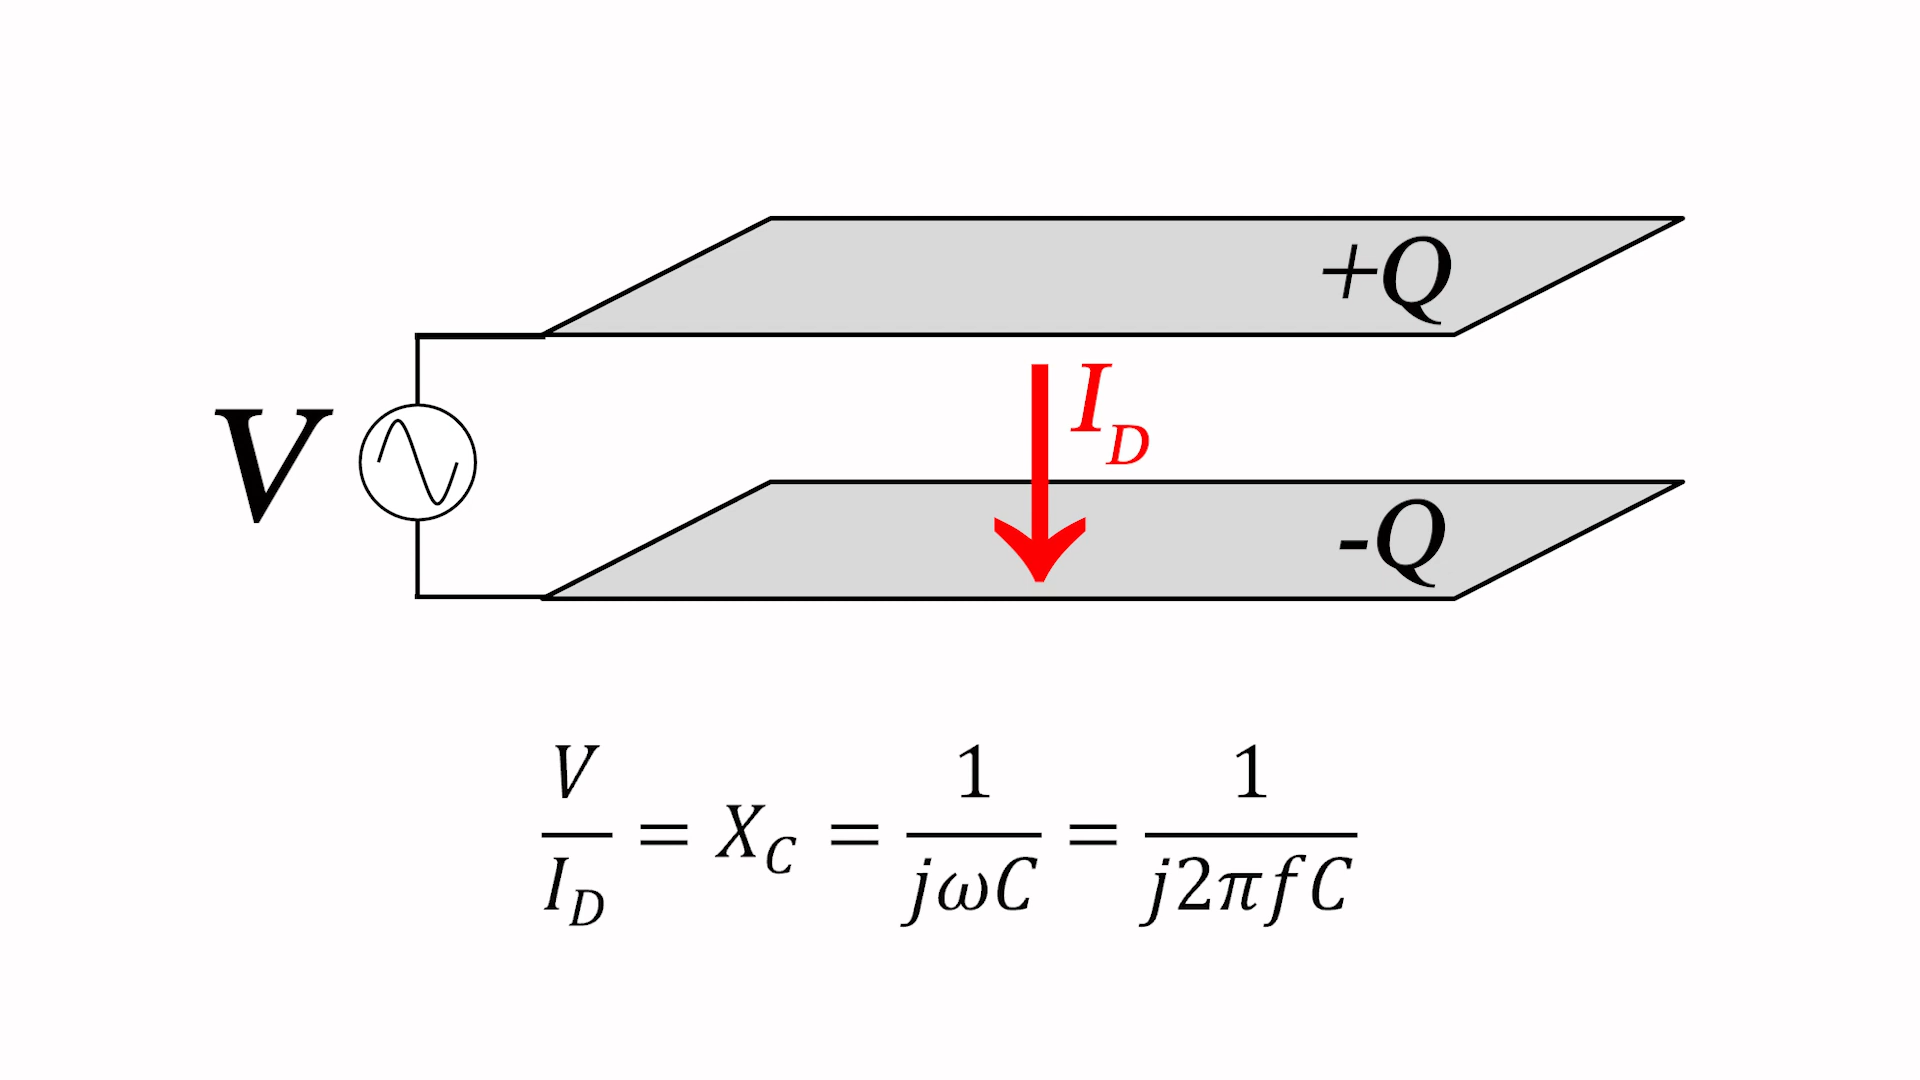 +Q
V
I_D
-Q
V/I_D = X_C = 1/jωC = 1/j2πfC